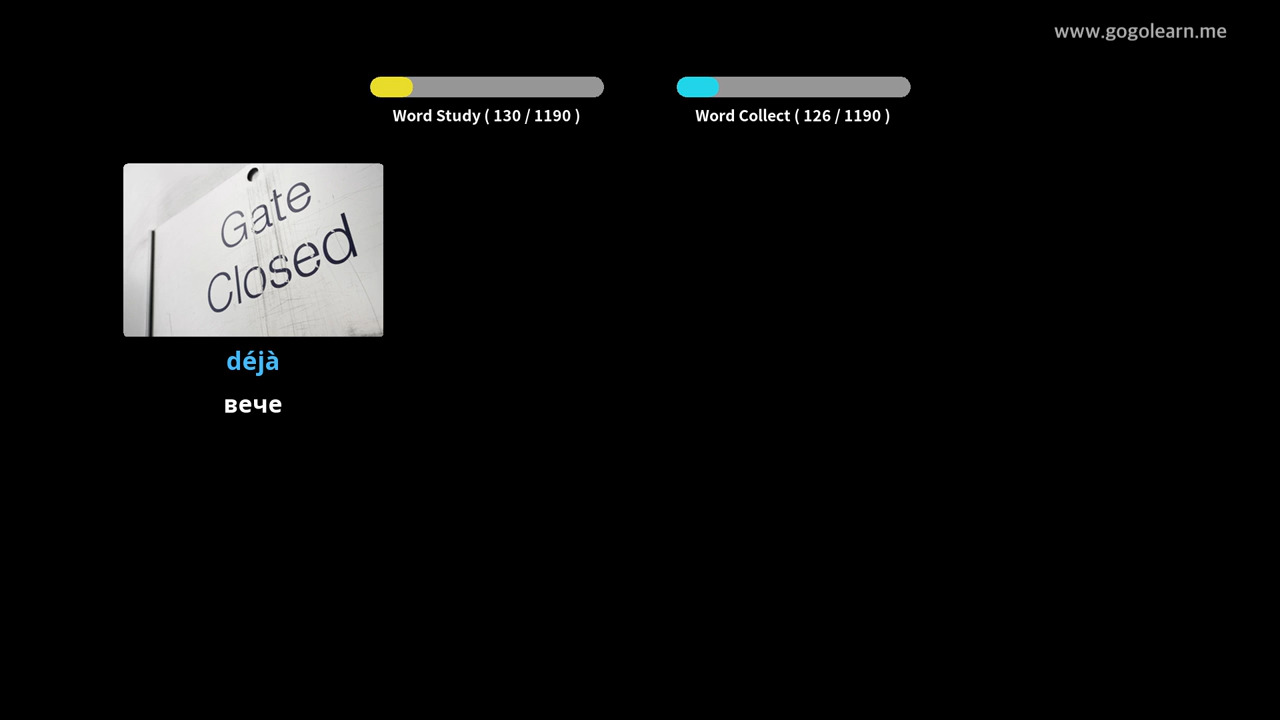 www.gogolearn.me
Word Study ( 130 / 1190 )
Word Collect ( 126 / 1190 )
Gate
Closed
déjà
вече